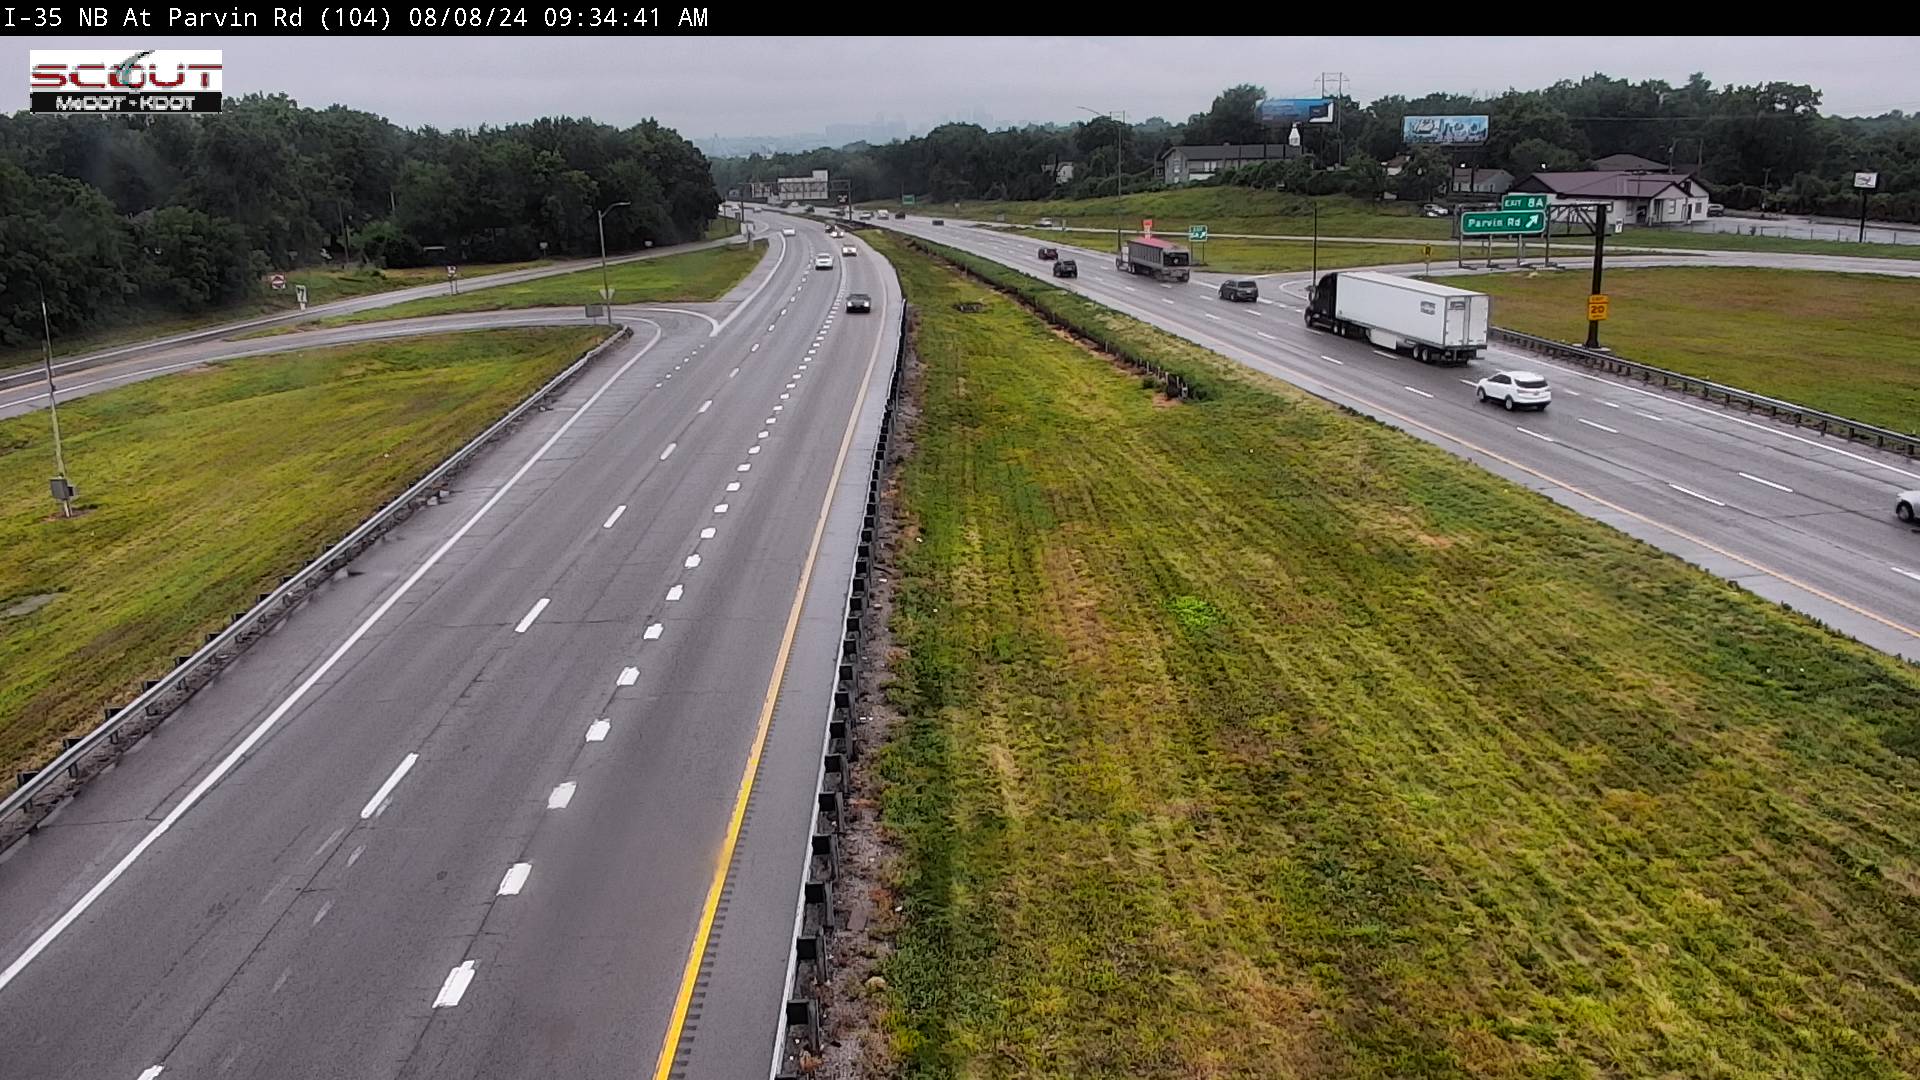 I-35 NB At Parvin Rd (104) 08/08/24 09:34:41 AM
SCOUT
MoDOT - KDOT
EXIT 8A
Parvin Rd
EXIT
20